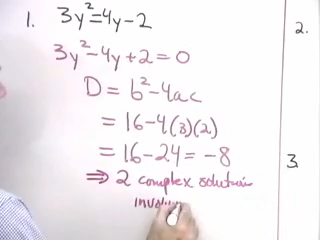 1. 3y²=4y-2
2.
3y²-4y+2=0
D = b²-4ac
= 16-4(3)(2)
= 16-24 = -8
3.
⇒ 2 complex solutions